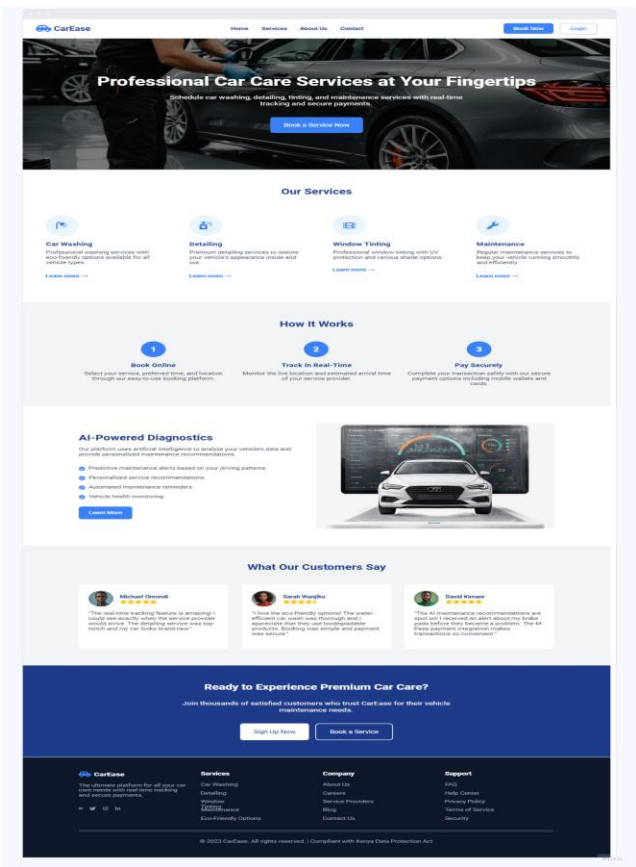 CarEase
Home Services About Us Contact
Book Now Login
Professional Car Care Services at Your Fingertips
Schedule car washing, detailing, tinting, and maintenance services with real-time
tracking and secure payments.
Book a Service Now
Our Services
Car Washing
Professional washing services with
eco-friendly options available for all
vehicle types.
Learn more →
Detailing
Premium detailing services to restore
your vehicle's appearance inside and
out.
Learn more →
Window Tinting
Professional window tinting with UV
protection and various shade options.
Learn more →
Maintenance
Regular maintenance services to
keep your vehicle running smoothly
and efficiently.
Learn more →
How It Works
1
Book Online
Select your service, preferred time, and location
through our easy-to-use booking platform.
2
Track in Real-Time
Monitor the live location and estimated arrival time
of your service provider.
3
Pay Securely
Complete your transaction safely with our secure
payment options including mobile wallets and
cards.
AI-Powered Diagnostics
Our platform uses artificial intelligence to analyze your vehicle's data and
provide personalized maintenance recommendations.
Predictive maintenance alerts based on your driving patterns
Personalized service recommendations
Automated maintenance reminders
Vehicle health monitoring
Learn More
What Our Customers Say
Michael Omondi
"The real-time tracking feature is amazing! I
could see exactly when the service provider
would arrive. The detailing service was top-
notch and my car looks brand new."
Sarah Wanjiku
"I love the eco-friendly options! The water-
efficient car wash was thorough and I
appreciate that they use biodegradable
products. Booking was simple and payment
was secure."
David Kimani
"The AI maintenance recommendations are
spot on! I received an alert about my brake
pads before they became a problem. The M-
Pesa payment integration makes
transactions so convenient."
Ready to Experience Premium Car Care?
Join thousands of satisfied customers who trust CarEase for their vehicle
maintenance needs.
Sign Up Now Book a Service
CarEase
The ultimate platform for all your car
care needs with real-time tracking
and secure payments.
Services
Car Washing
Detailing
Window
Tinting
Maintenance
Eco-Friendly Options
Company
About Us
Careers
Service Providers
Blog
Contact Us
Support
FAQ
Help Center
Privacy Policy
Terms of Service
Security
© 2023 CarEase. All rights reserved. | Compliant with Kenya Data Protection Act